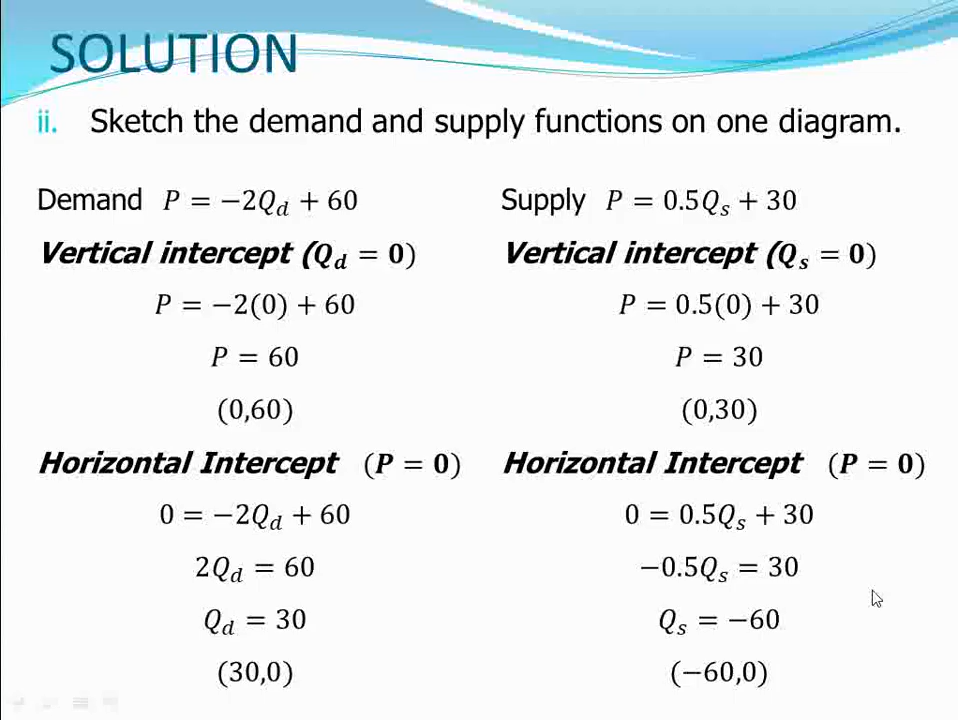 SOLUTION
ii. Sketch the demand and supply functions on one diagram.
Demand P = −2Q_d + 60
Vertical intercept (Q_d = 0)
P = −2(0) + 60
P = 60
(0,60)
Horizontal Intercept (P = 0)
0 = −2Q_d + 60
2Q_d = 60
Q_d = 30
(30,0)
Supply P = 0.5Q_s + 30
Vertical intercept (Q_s = 0)
P = 0.5(0) + 30
P = 30
(0,30)
Horizontal Intercept (P = 0)
0 = 0.5Q_s + 30
−0.5Q_s = 30
Q_s = −60
(−60,0)